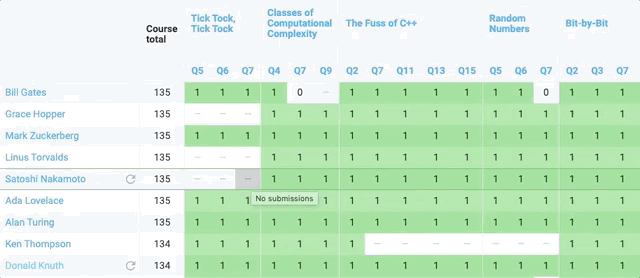 Course total Tick Tock, Tick Tock Classes of Computational Complexity The Fuss of C++ Random Numbers Bit-by-Bit
Q5 Q6 Q7 Q4 Q7 Q9 Q2 Q7 Q11 Q13 Q15 Q5 Q6 Q7 Q2 Q3 Q7
Bill Gates 135 1 1 1 1 0 – 1 1 1 1 1 1 1 0 1 1 1
Grace Hopper 135 – – – 1 1 1 1 1 1 1 1 1 1 1 1 1 1
Mark Zuckerberg 135 1 1 1 1 1 1 1 1 1 1 1 1 1 1 1 1 1
Linus Torvalds 135 – – – 1 1 1 1 1 1 1 1 1 1 1 1 1 1
Satoshi Nakamoto 135 – – – 1 1 1 1 1 1 1 1 1 1 1 1 1 1
No submissions
Ada Lovelace 135 1 1 1 1 1 1 1 1 1 1 1 1 1 1 1 1 1
Alan Turing 135 1 1 1 1 1 1 1 1 1 1 1 1 1 1 1 1 1
Ken Thompson 134 1 1 1 1 1 1 1 – – – – – – – 1 1 1
Donald Knuth 134 1 1 1 1 1 1 1 1 1 1 1 1 1 1 1 1 1